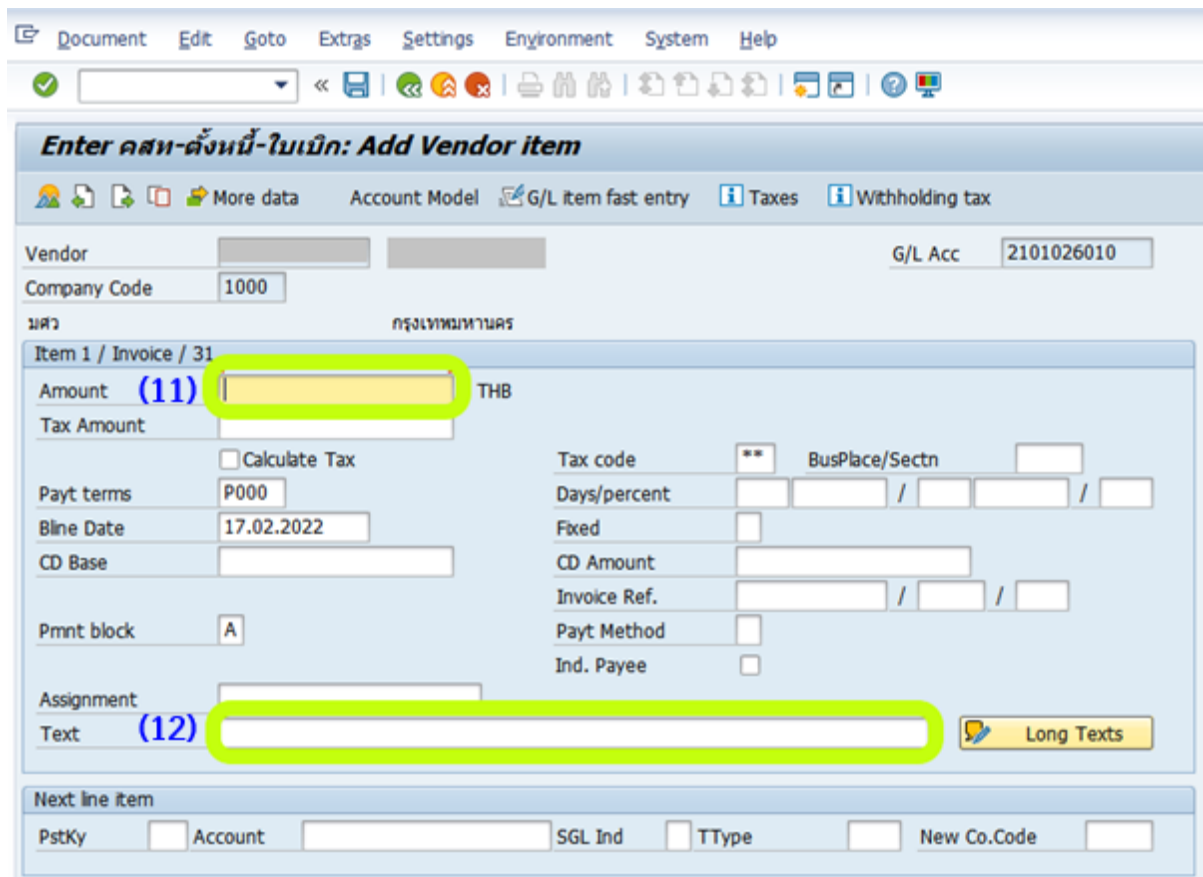 Document Edit Goto Extras Settings Environment System Help
Enter คสท-ตั้งหนี้-ใบเบิก: Add Vendor item
More data Account Model G/L item fast entry Taxes Withholding tax
Vendor G/L Acc 2101026010
Company Code 1000
มศว กรุงเทพมหานคร
Item 1 / Invoice / 31
Amount (11) THB
Tax Amount
Calculate Tax Tax code ** BusPlace/Sectn
Payt terms P000 Days/percent / /
Bline Date 17.02.2022 Fixed
CD Base CD Amount
Invoice Ref. / /
Pmnt block A Payt Method
Ind. Payee
Assignment
Text (12) Long Texts
Next line item
PstKy Account SGL Ind TType New Co.Code